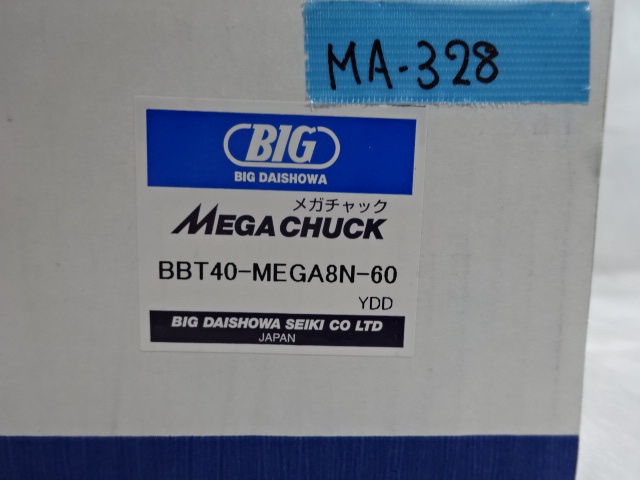 MA-328
BIG
BIG DAISHOWA
メガチャック
MEGA CHUCK
BBT40-MEGA8N-60
YDD
BIG DAISHOWA SEIKI CO LTD
JAPAN